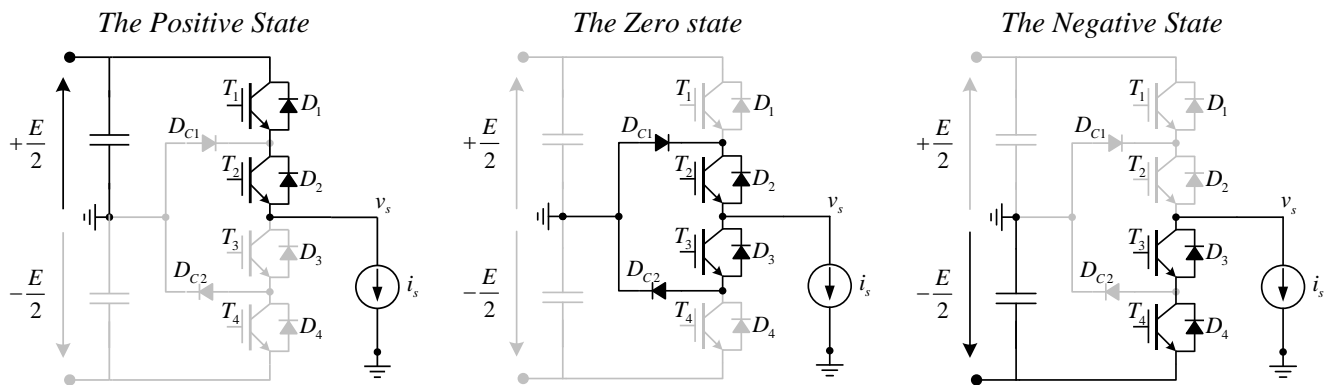 The Positive State
T1
D1
DC1
+E/2
T2
D2
vs
T3
D3
DC2
-E/2
is
T4
D4
The Zero state
T1
D1
DC1
+E/2
T2
D2
vs
T3
D3
DC2
-E/2
is
T4
D4
The Negative State
T1
D1
DC1
+E/2
T2
D2
vs
T3
D3
DC2
-E/2
is
T4
D4